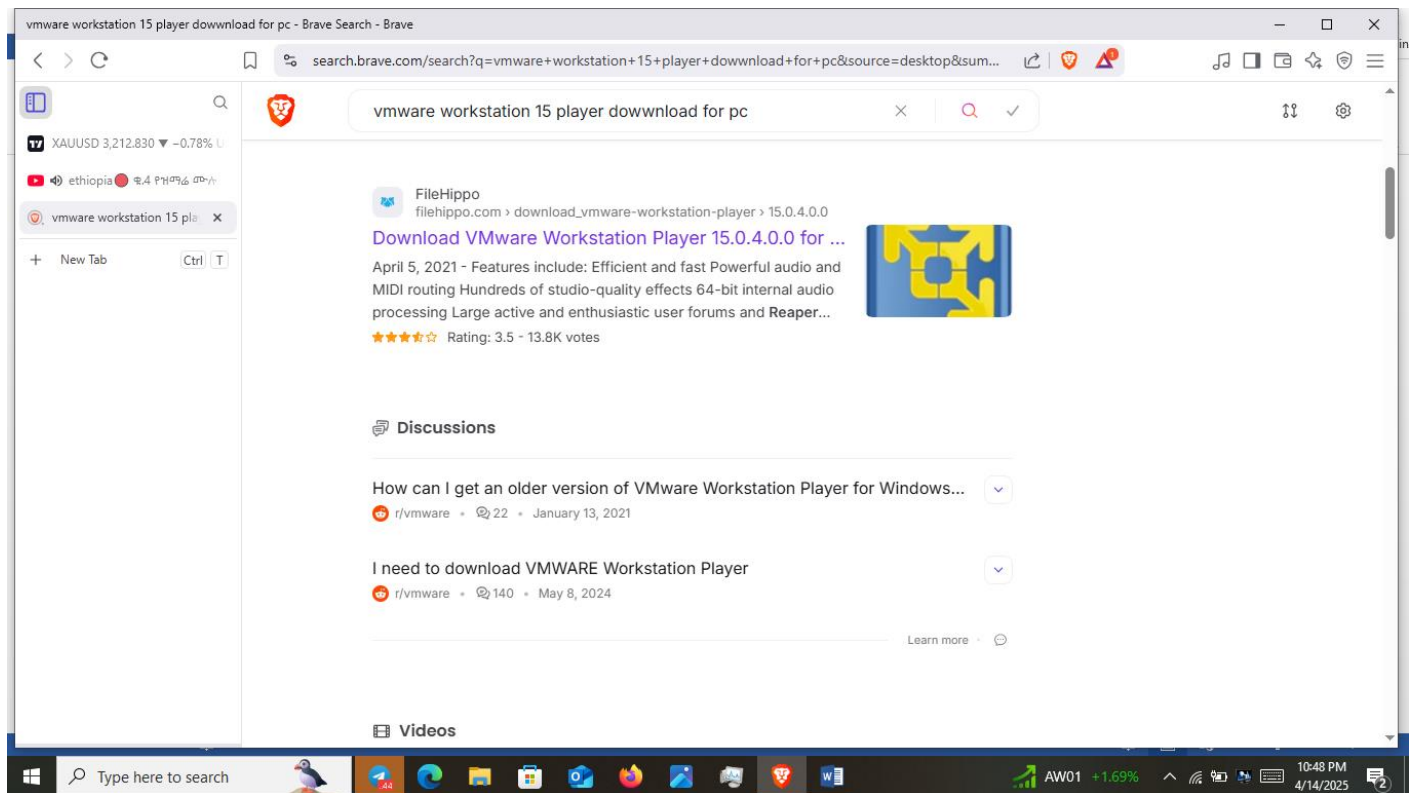 vmware workstation 15 player dowwnload for pc - Brave Search - Brave
search.brave.com/search?q=vmware+workstation+15+player+dowwnload+for+pc&source=desktop&sum...
vmware workstation 15 player dowwnload for pc
XAUUSD 3,212.830 ▼ −0.78%
ethiopia
vmware workstation 15 pla
New Tab
Ctrl T
FileHippo
filehippo.com › download_vmware-workstation-player › 15.0.4.0.0
Download VMware Workstation Player 15.0.4.0.0 for ...
April 5, 2021 - Features include: Efficient and fast Powerful audio and
MIDI routing Hundreds of studio-quality effects 64-bit internal audio
processing Large active and enthusiastic user forums and Reaper...
Rating: 3.5 - 13.8K votes
Discussions
How can I get an older version of VMware Workstation Player for Windows...
r/vmware • 22 • January 13, 2021
I need to download VMWARE Workstation Player
r/vmware • 140 • May 8, 2024
Learn more
Videos
Type here to search
44
AW01 +1.69%
10:48 PM
4/14/2025
2